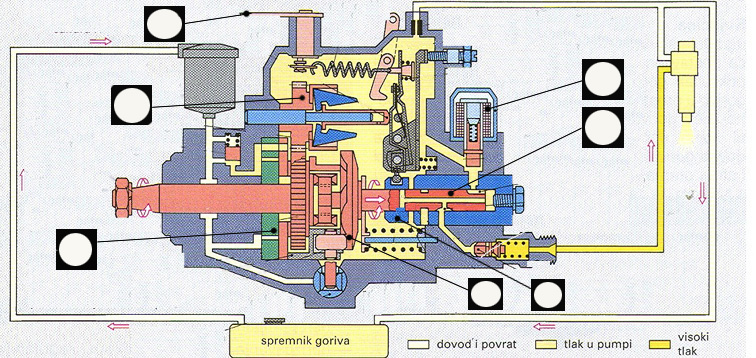 spremnik goriva
dovod i povrat
tlak u pumpi
visoki
tlak